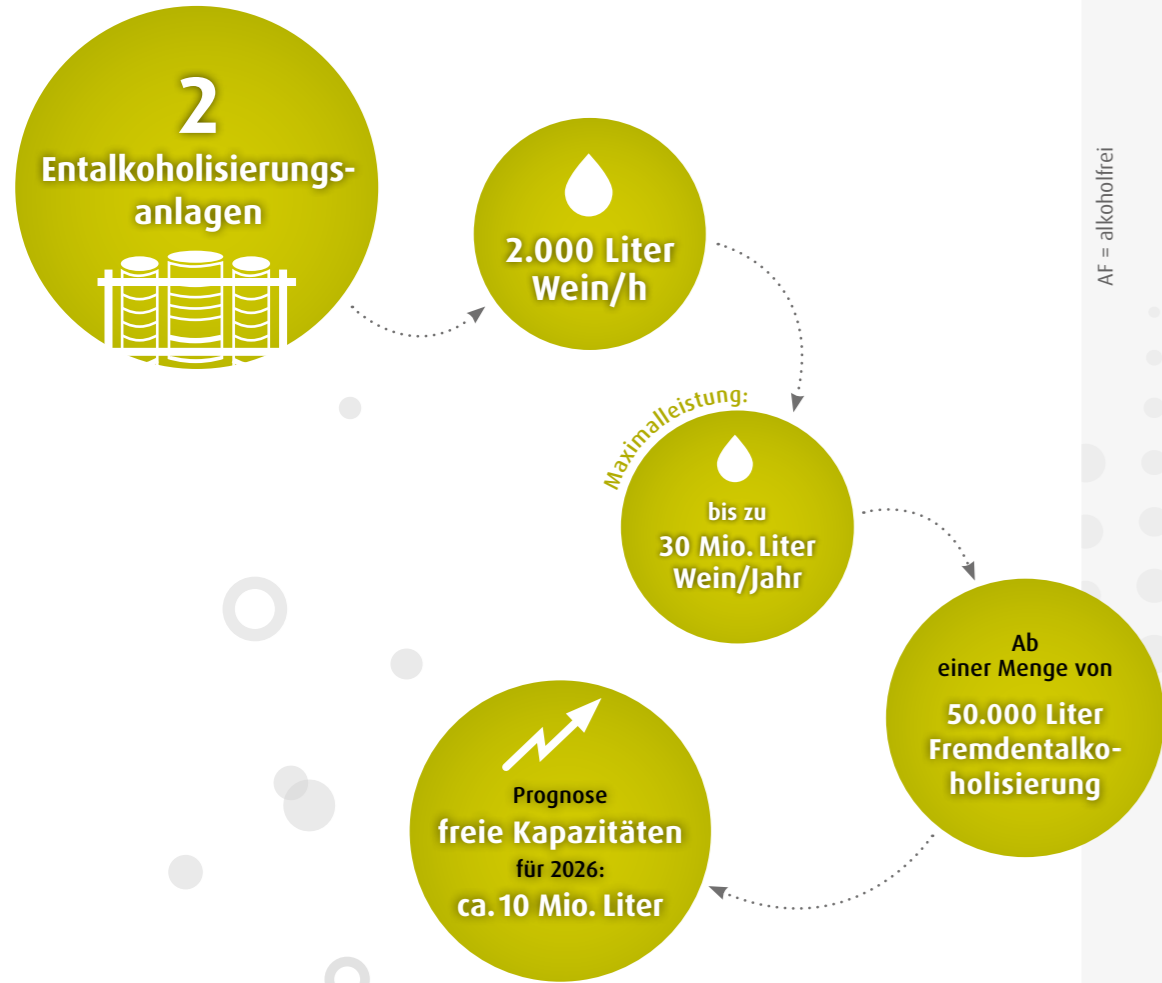 2
Entalkoholisierungs-
anlagen
2.000 Liter
Wein/h
Maximalleistung:
bis zu
30 Mio. Liter
Wein/Jahr
Ab
einer Menge von
50.000 Liter
Fremdentalko-
holisierung
Prognose
freie Kapazitäten
für 2026:
ca. 10 Mio. Liter
AF = alkoholfrei